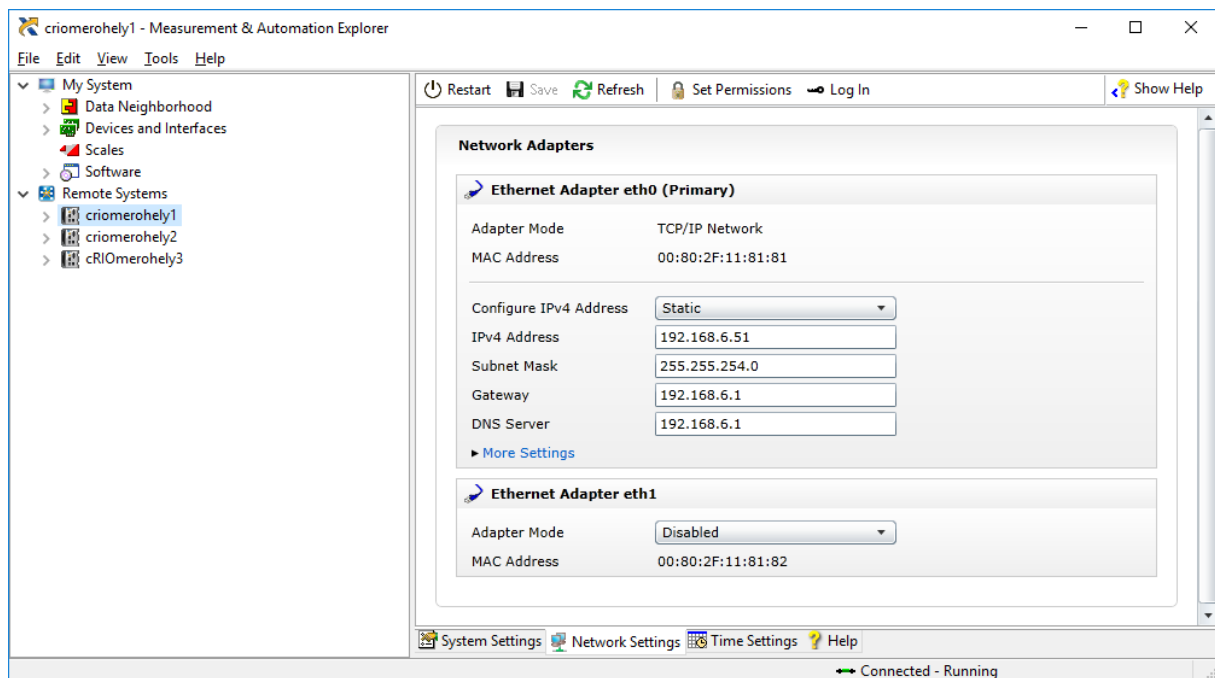 criomerohely1 - Measurement & Automation Explorer
File Edit View Tools Help
My System
Data Neighborhood
Devices and Interfaces
Scales
Software
Remote Systems
criomerohely1
criomerohely2
cRIOmerohely3
Restart Save Refresh Set Permissions Log In Show Help
Network Adapters
Ethernet Adapter eth0 (Primary)
Adapter Mode TCP/IP Network
MAC Address 00:80:2F:11:81:81
Configure IPv4 Address Static
IPv4 Address 192.168.6.51
Subnet Mask 255.255.254.0
Gateway 192.168.6.1
DNS Server 192.168.6.1
More Settings
Ethernet Adapter eth1
Adapter Mode Disabled
MAC Address 00:80:2F:11:81:82
System Settings Network Settings Time Settings Help
Connected - Running